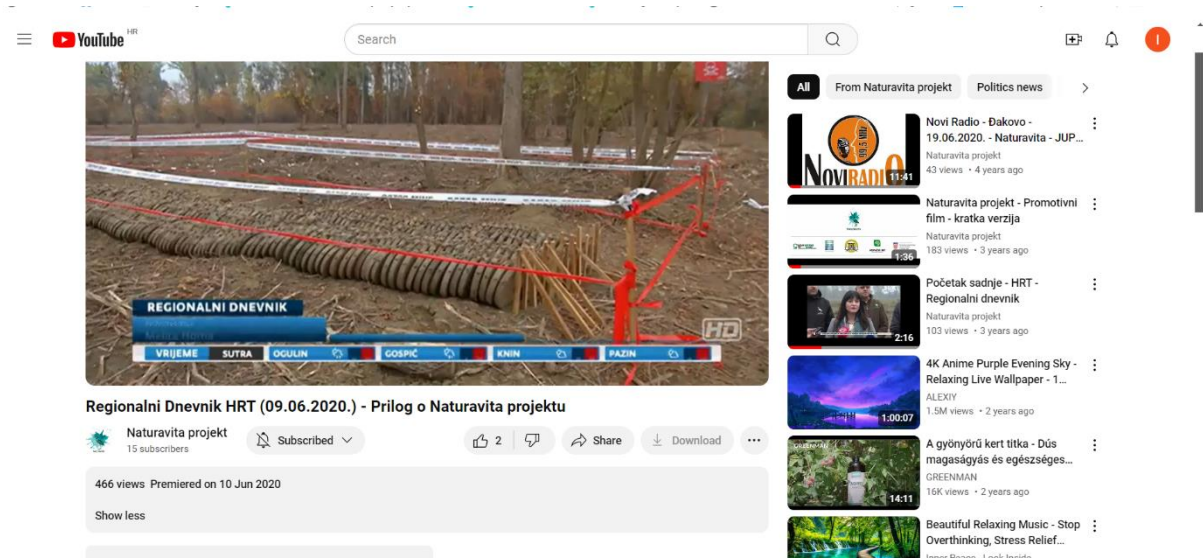 YouTube HR
Search
I
REGIONALNI DNEVNIK
HD
VRIJEME SUTRA OGULIN GOSPIĆ KNIN PAZIN
Regionalni Dnevnik HRT (09.06.2020.) - Prilog o Naturavita projektu
Naturavita projekt
15 subscribers
Subscribed
2
Share
Download
466 views Premiered on 10 Jun 2020
Show less
All From Naturavita projekt Politics news
NOVI RADIO
99.5 MHz
11:41
Novi Radio - Đakovo -
19.06.2020. - Naturavita - JUP...
Naturavita projekt
43 views • 4 years ago
1:36
Naturavita projekt - Promotivni
film - kratka verzija
Naturavita projekt
183 views • 3 years ago
2:16
Početak sadnje - HRT -
Regionalni dnevnik
Naturavita projekt
103 views • 3 years ago
1:00:07
4K Anime Purple Evening Sky -
Relaxing Live Wallpaper - 1...
ALEXIY
1.5M views • 2 years ago
GREENMAN
14:11
A gyönyörű kert titka - Dús
magaságyás és egészséges...
GREENMAN
16K views • 2 years ago
Beautiful Relaxing Music - Stop
Overthinking, Stress Relief...